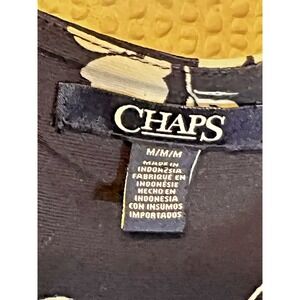 CHAPS
M/M/M
MADE IN
INDONESIA
FABRIQUÉ EN
INDONÉSIE
HECHO EN
INDONESIA
CON INSUMOS
IMPORTADOS